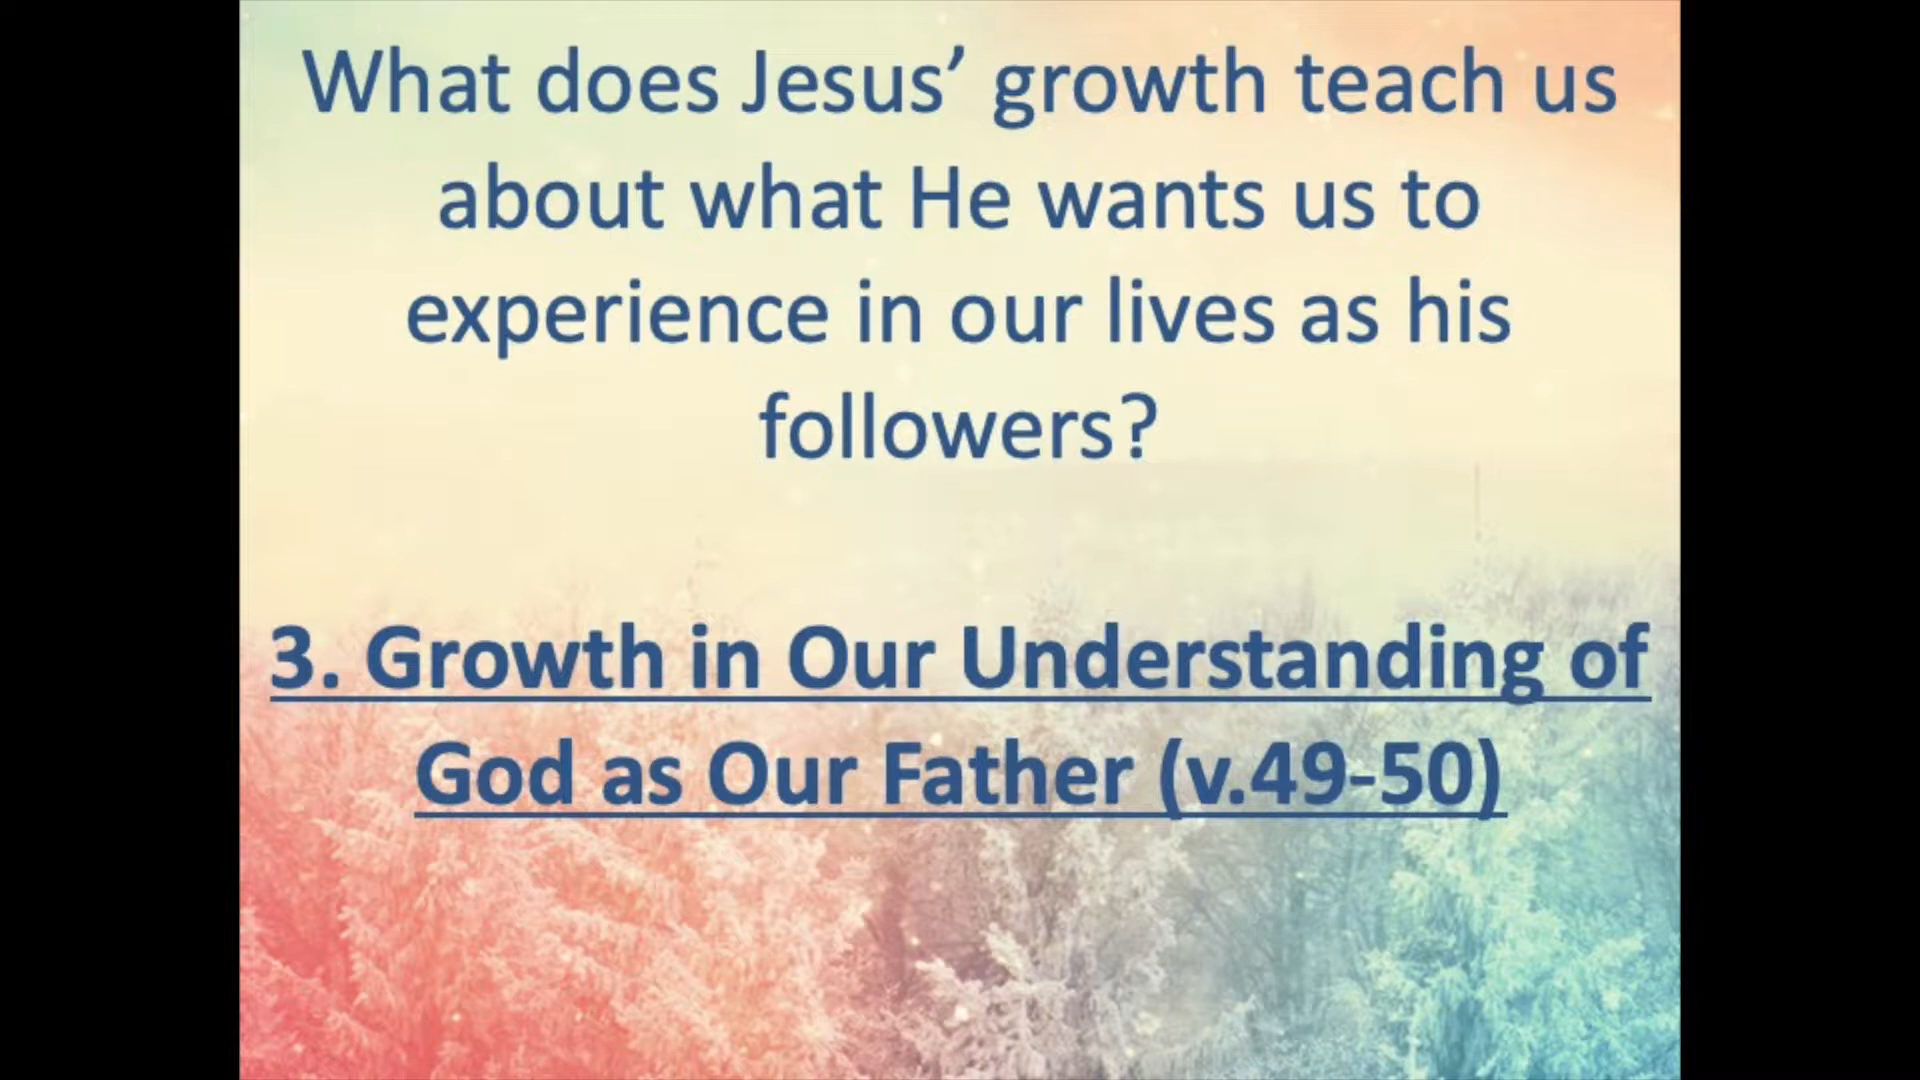 What does Jesus’ growth teach us
about what He wants us to
experience in our lives as his
followers?
3. Growth in Our Understanding of
God as Our Father (v.49-50)